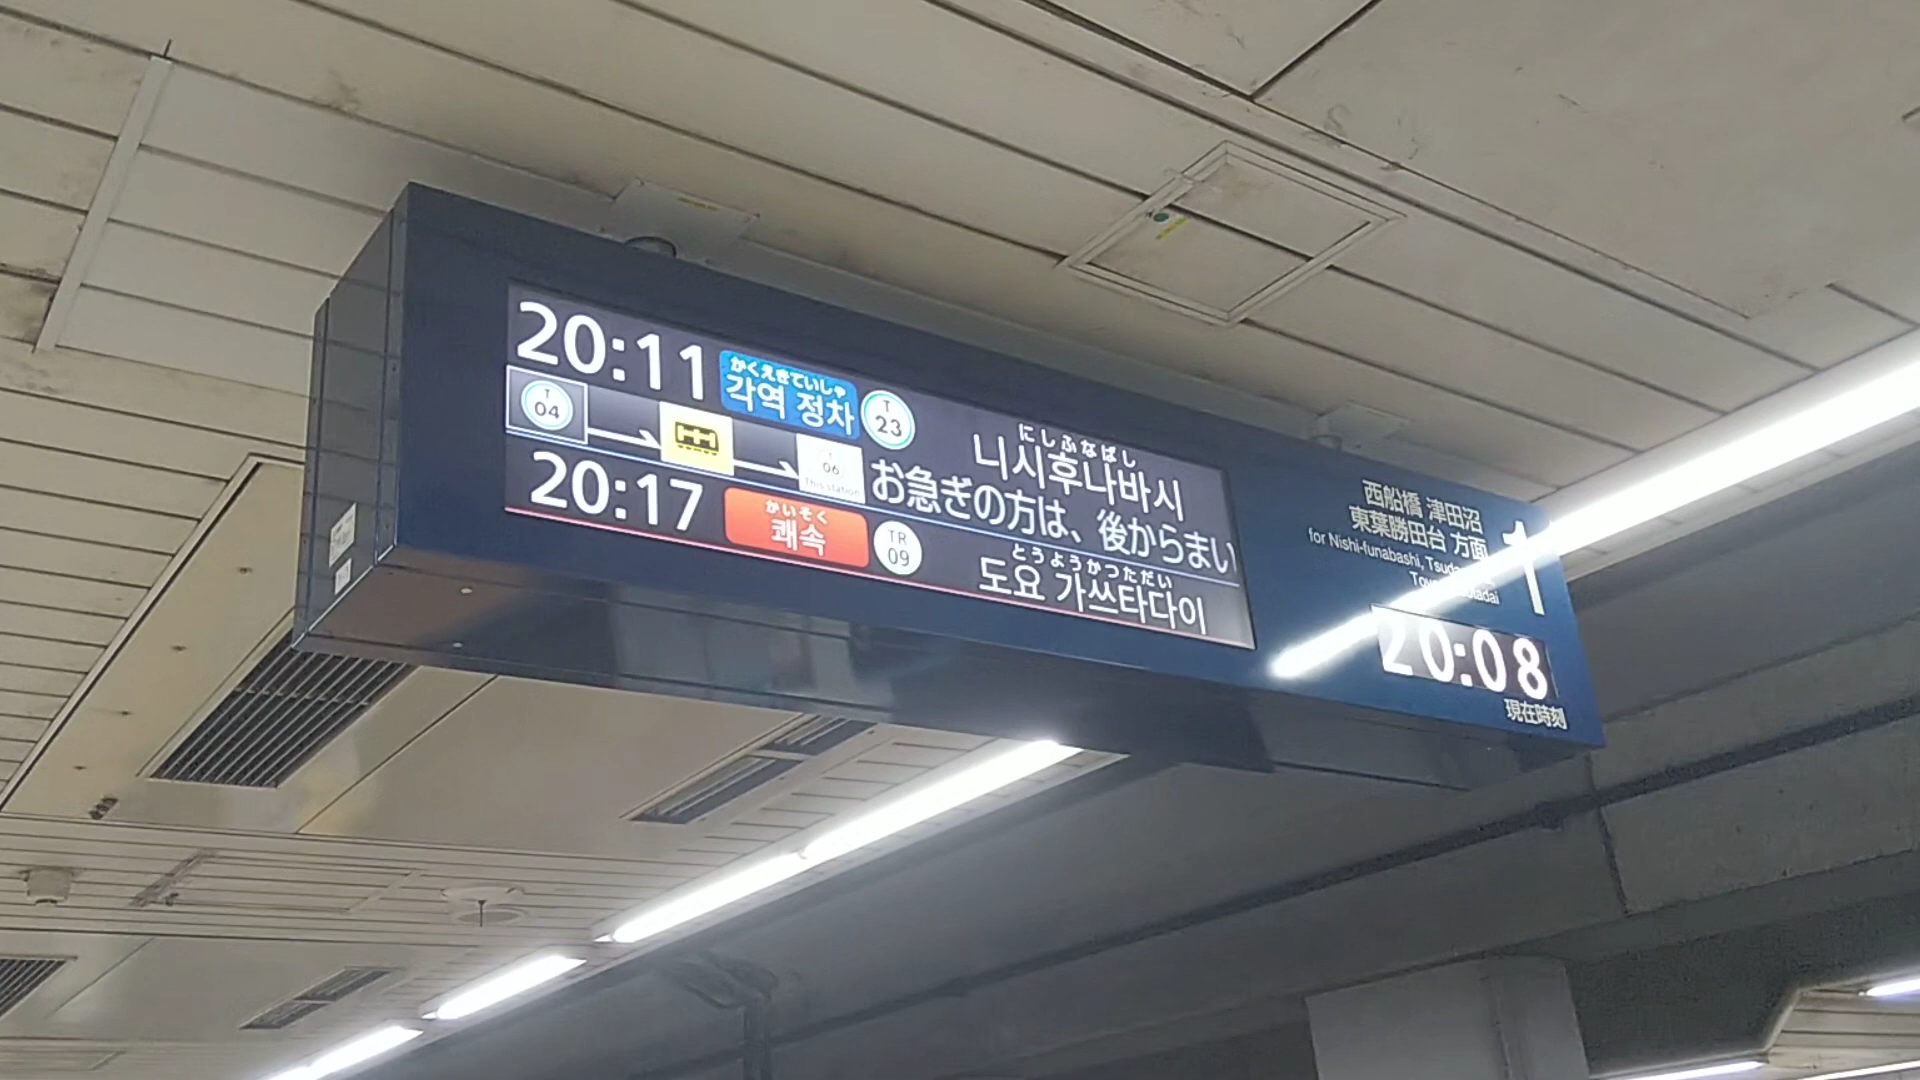 20:11 かくえきていしゃ 각역 정차 T 23 にしふなばし 니시후나바시
T 04 06 This station お急ぎの方は、後からまい
20:17 かいそく 쾌속 TR 09 とうようかつただい 도요 가쓰타다이
西船橋 津田沼
東葉勝田台 方面
for Nishi-funabashi,
1
20:08
現在時刻